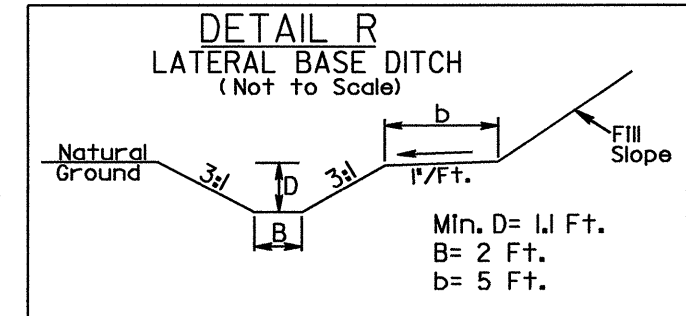 DETAIL R
LATERAL BASE DITCH
(Not to Scale)
b
Natural
Ground
3:1
D
3:1
1"/Ft.
Fill
Slope
B
Min. D= 1.1 Ft.
B= 2 Ft.
b= 5 Ft.